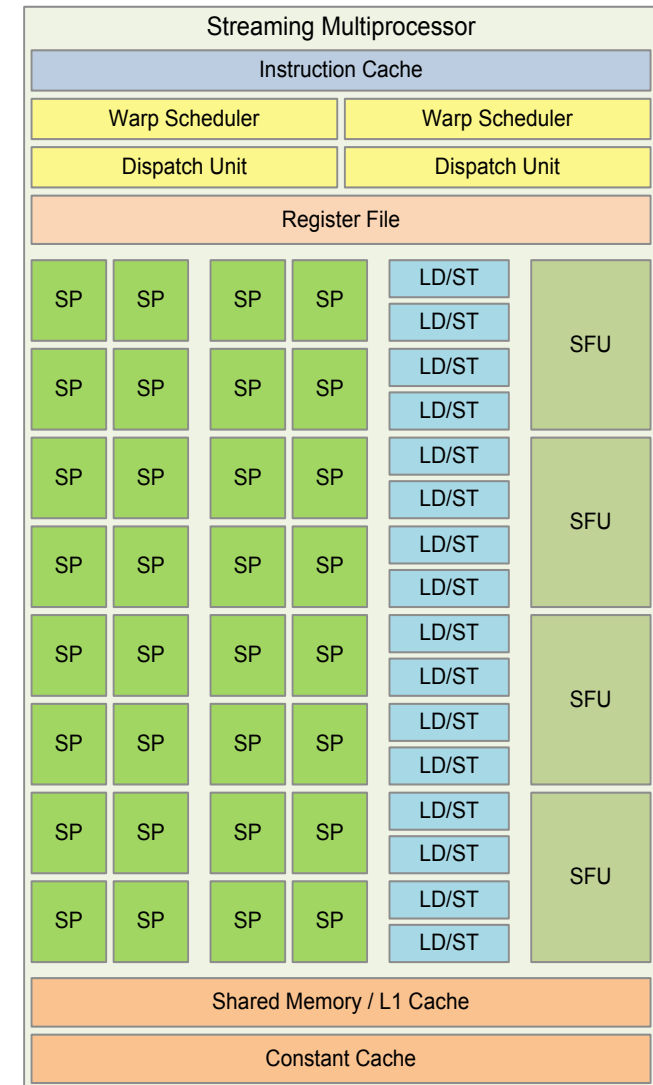 Streaming Multiprocessor
Instruction Cache
Warp Scheduler Warp Scheduler
Dispatch Unit Dispatch Unit
Register File
LD/ST
SP SP SP SP
LD/ST
SFU
LD/ST
SP SP SP SP
LD/ST
LD/ST
SP SP SP SP
LD/ST
SFU
LD/ST
SP SP SP SP
LD/ST
LD/ST
SP SP SP SP
LD/ST
SFU
LD/ST
SP SP SP SP
LD/ST
LD/ST
SP SP SP SP
LD/ST
SFU
LD/ST
SP SP SP SP
LD/ST
Shared Memory / L1 Cache
Constant Cache